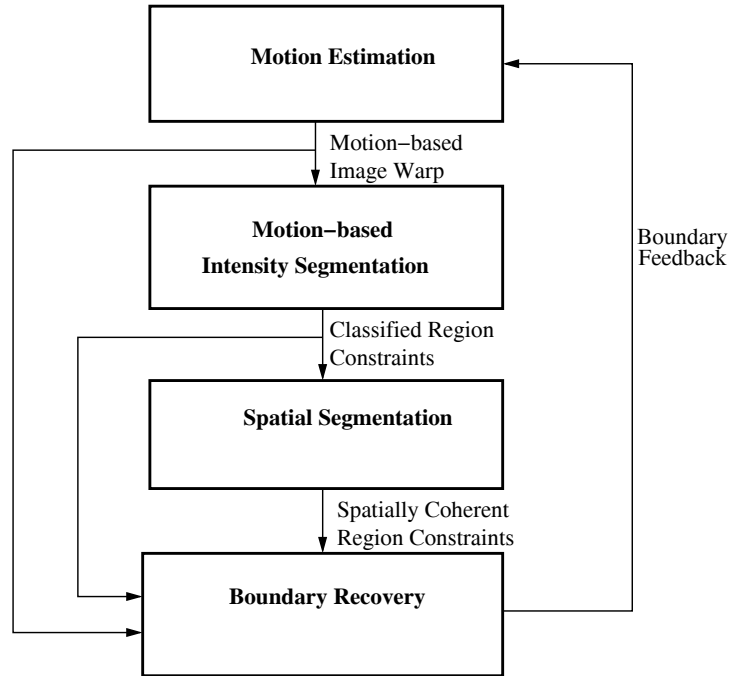 Motion Estimation
Motion−based
Image Warp
Motion−based
Intensity Segmentation
Boundary
Feedback
Classified Region
Constraints
Spatial Segmentation
Spatially Coherent
Region Constraints
Boundary Recovery